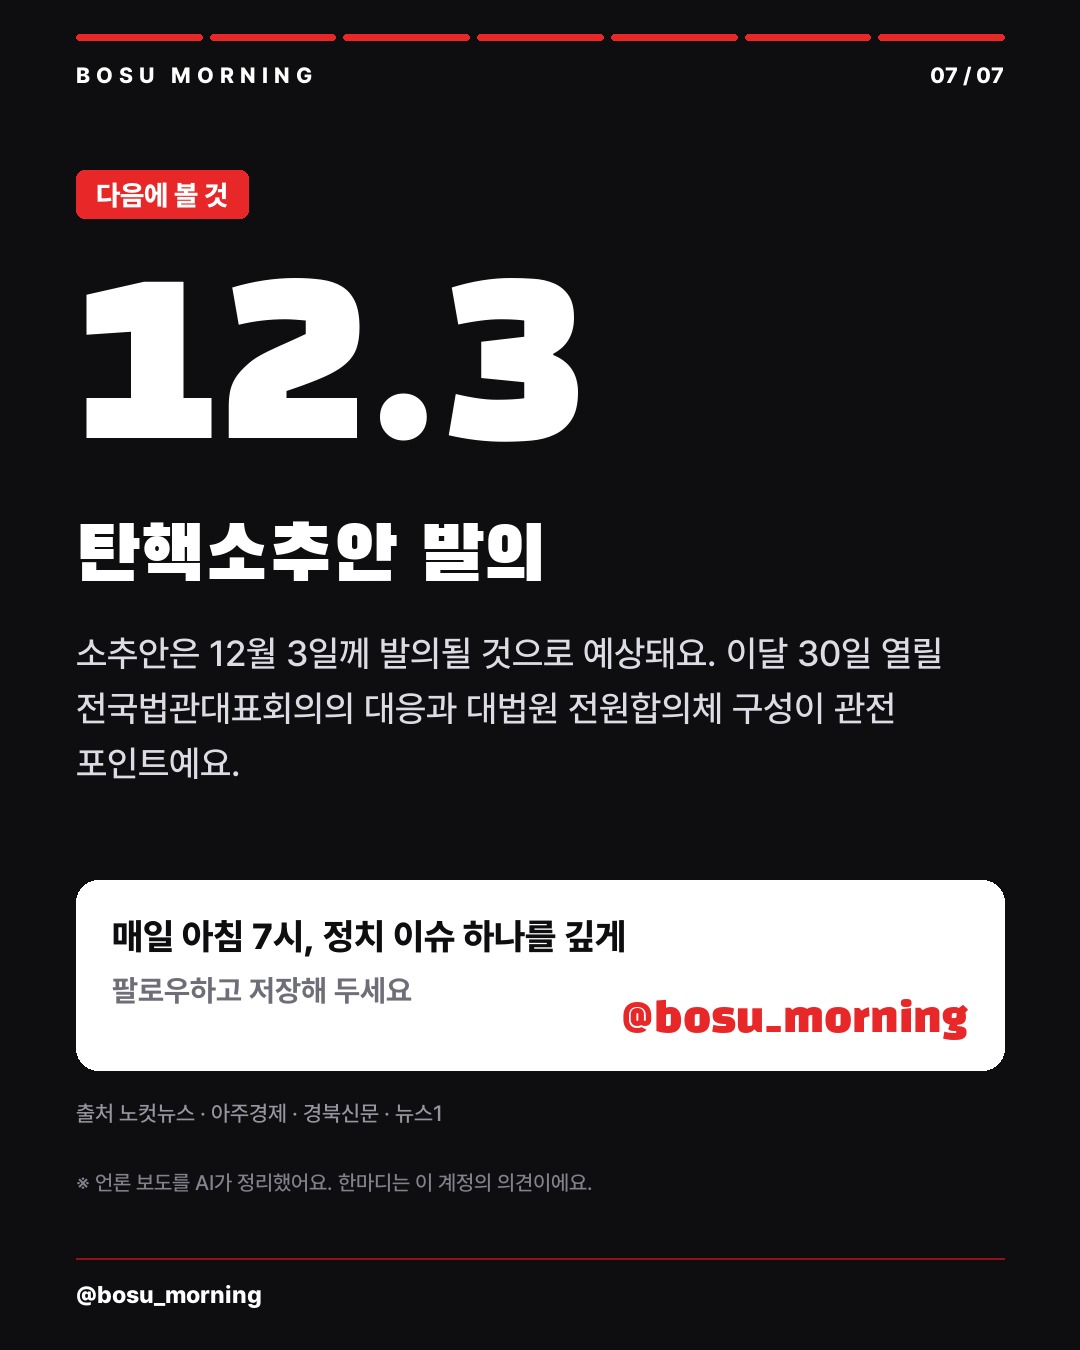 BOSU MORNING
07 / 07
다음에 볼 것
12.3
탄핵소추안 발의
소추안은 12월 3일께 발의될 것으로 예상돼요. 이달 30일 열릴
전국법관대표회의의 대응과 대법원 전원합의체 구성이 관전
포인트예요.
매일 아침 7시, 정치 이슈 하나를 깊게
팔로우하고 저장해 두세요
@bosu_morning
출처 노컷뉴스 · 아주경제 · 경북신문 · 뉴스1
※ 언론 보도를 AI가 정리했어요. 한마디는 이 계정의 의견이에요.
@bosu_morning